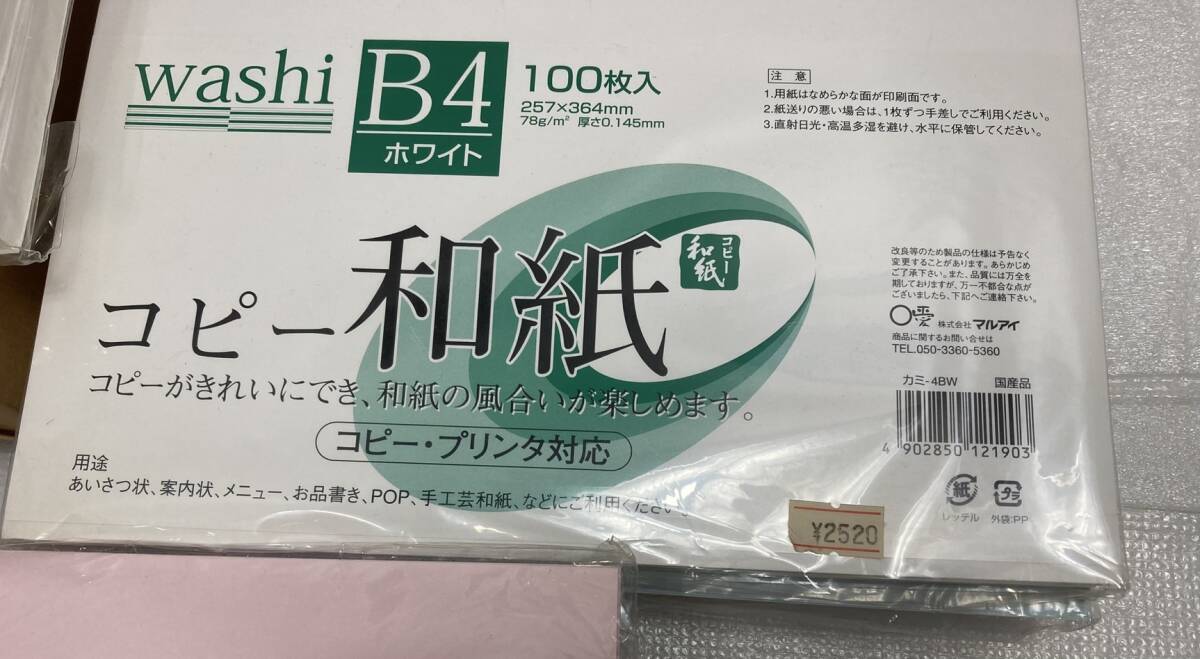 washi
B4
ホワイト
100枚入
257×364mm
78g/m² 厚さ0.145mm
注 意
1.用紙はなめらかな面が印刷面です。
2.紙送りの悪い場合は、1枚ずつ手差しでご利用ください。
3.直射日光・高温多湿を避け、水平に保管してください。
コピー和紙
コピー
和紙
コピーがきれいにでき、和紙の風合いが楽しめます。
コピー・プリンタ対応
用途
あいさつ状、案内状、メニュー、お品書き、POP、手工芸和紙、などにご利用ください。
改良等のため製品の仕様は予告なく
変更することがあります。あらかじめ
ご了承下さい。また、品質には万全を
期しておりますが、万一不都合な点が
ございましたら、下記へご連絡下さい。
株式会社 マルアイ
商品に関するお問い合せは
TEL.050-3360-5360
カミ-4BW 国産品
4 902850 121903
紙
レッテル
プラ
外袋:PP
¥2520